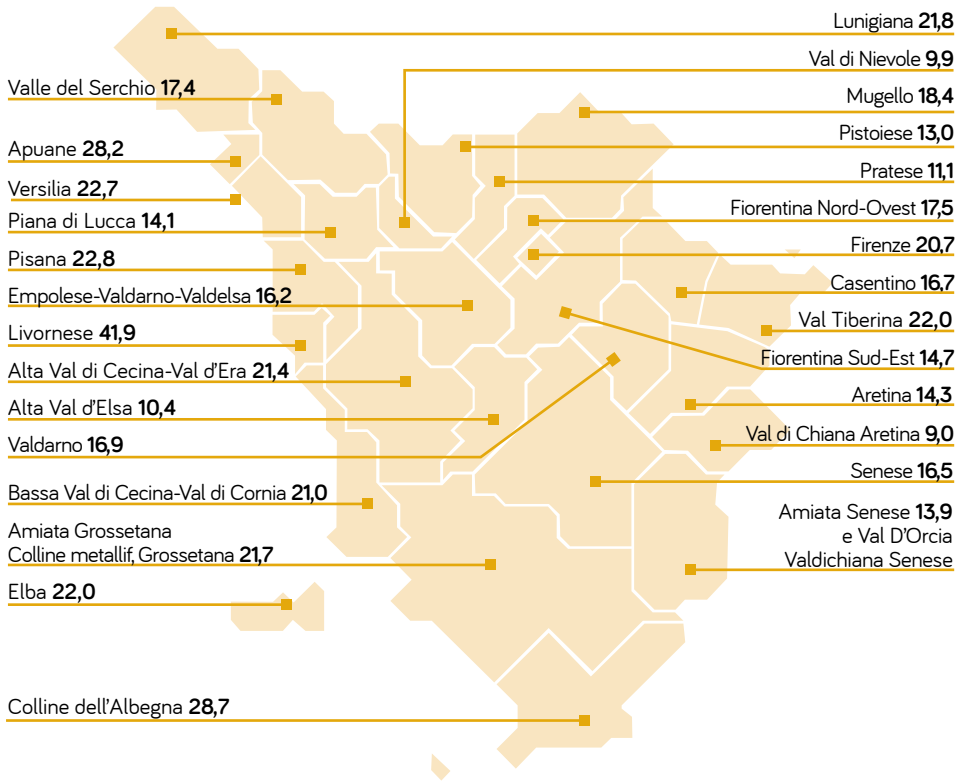 Lunigiana 21,8
Val di Nievole 9,9
Valle del Serchio 17,4
Mugello 18,4
Pistoiese 13,0
Apuane 28,2
Pratese 11,1
Versilia 22,7
Fiorentina Nord-Ovest 17,5
Piana di Lucca 14,1
Firenze 20,7
Pisana 22,8
Casentino 16,7
Empolese-Valdarno-Valdelsa 16,2
Val Tiberina 22,0
Livornese 41,9
Fiorentina Sud-Est 14,7
Alta Val di Cecina-Val d'Era 21,4
Aretina 14,3
Alta Val d'Elsa 10,4
Val di Chiana Aretina 9,0
Valdarno 16,9
Senese 16,5
Bassa Val di Cecina-Val di Cornia 21,0
Amiata Senese 13,9
e Val D'Orcia
Valdichiana Senese
Amiata Grossetana
Colline metallif, Grossetana 21,7
Elba 22,0
Colline dell'Albegna 28,7